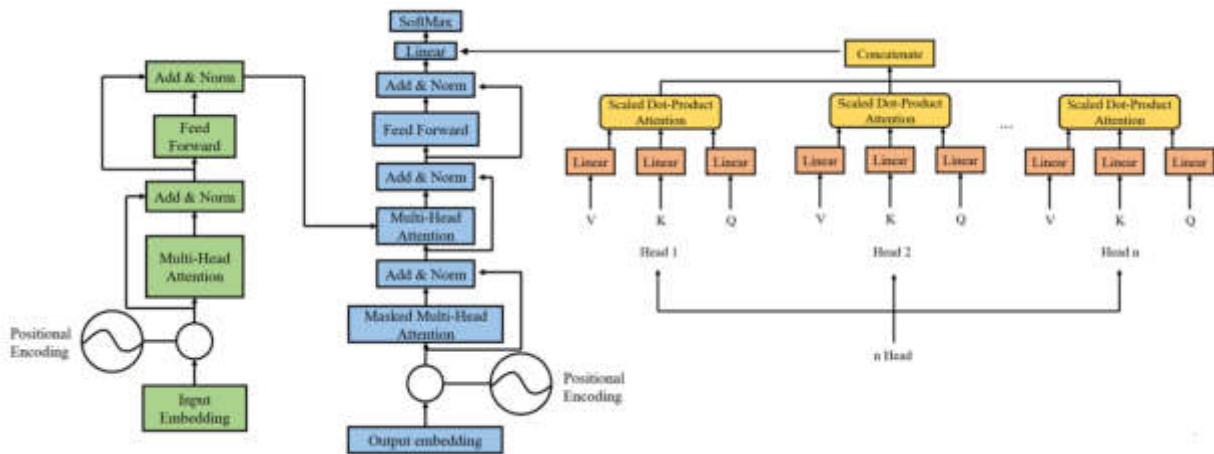 Add & Norm
Feed
Forward
Add & Norm
Multi-Head
Attention
Positional
Encoding
Input
Embedding
SoftMax
Linear
Add & Norm
Feed Forward
Add & Norm
Multi-Head
Attention
Add & Norm
Masked Multi-Head
Attention
Positional
Encoding
Output embedding
Concatenate
Scaled Dot-Product
Attention
Scaled Dot-Product
Attention
...
Scaled Dot-Product
Attention
Linear
Linear
Linear
Linear
Linear
Linear
Linear
Linear
Linear
V
K
Q
V
K
Q
V
K
Q
Head 1
Head 2
Head n
n Head